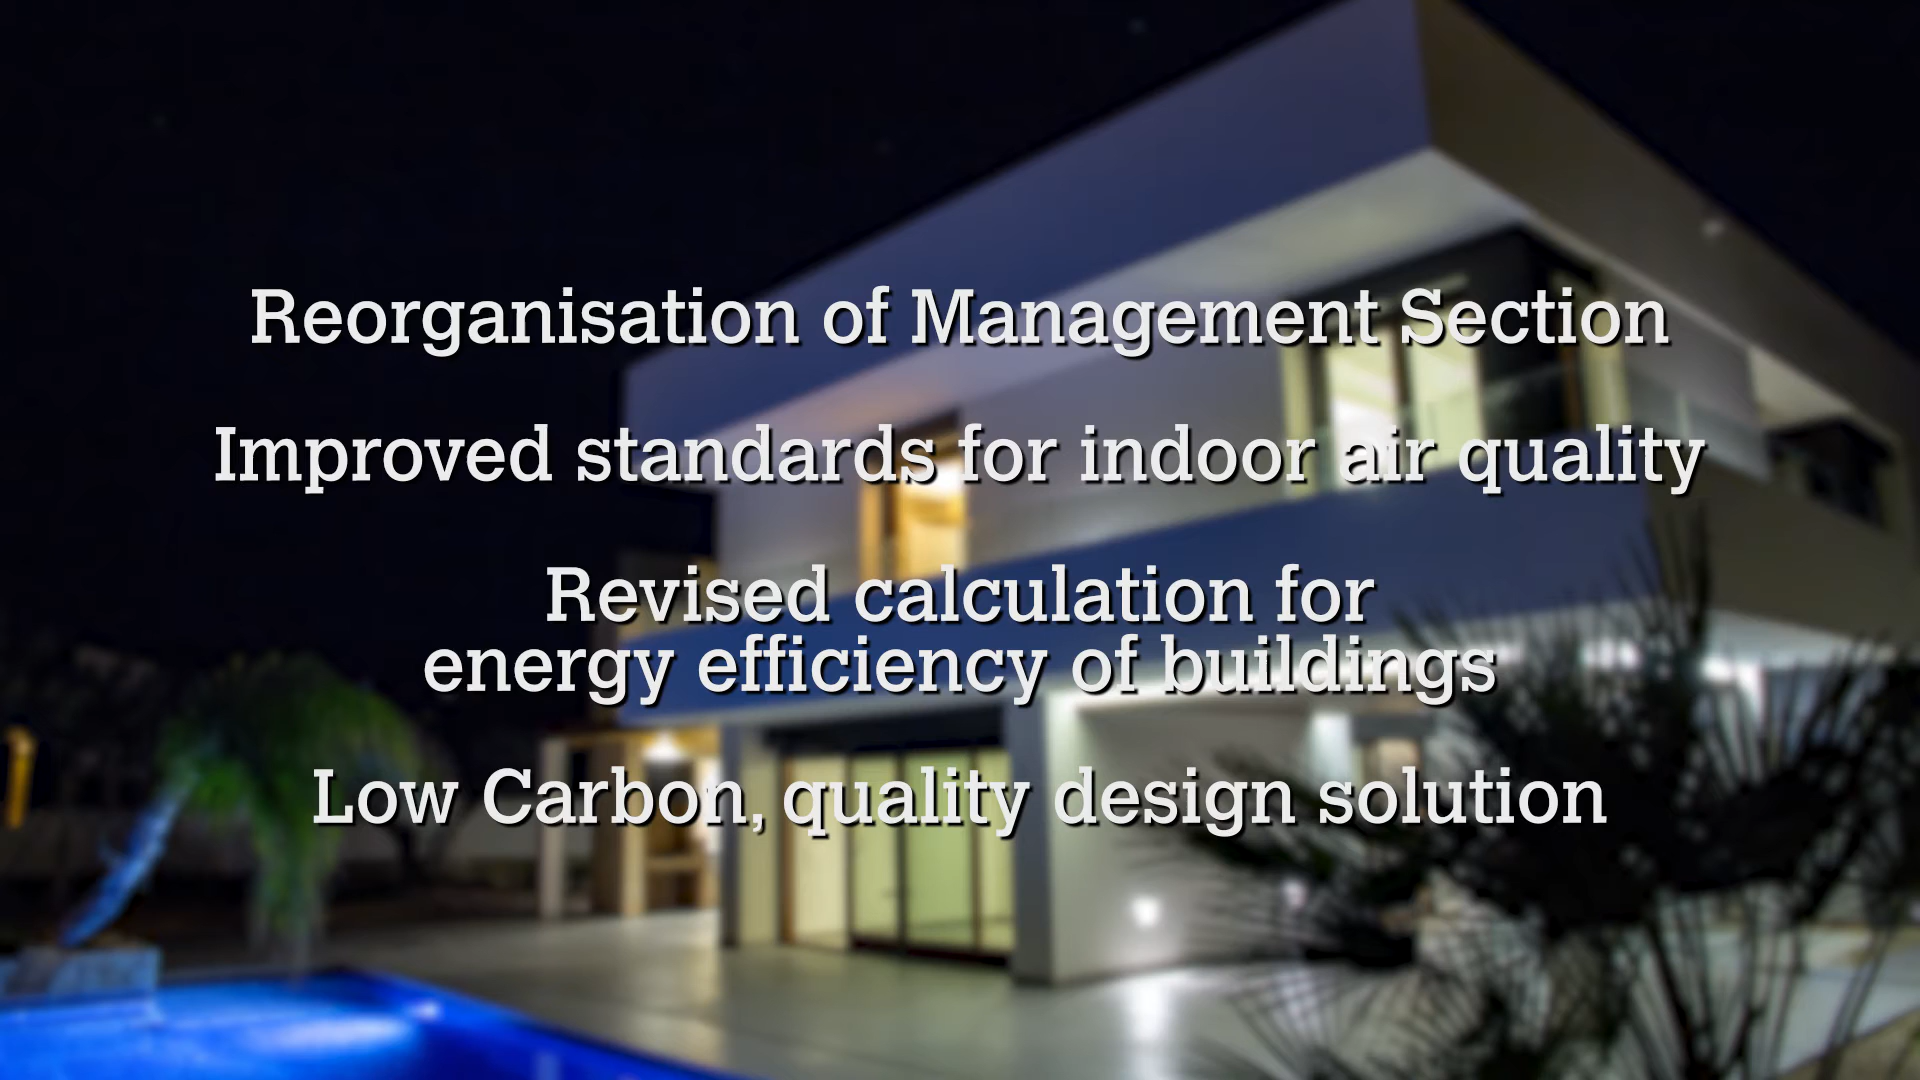 Reorganisation of Management Section
Improved standards for indoor air quality
Revised calculation for
energy efficiency of buildings
Low Carbon, quality design solution